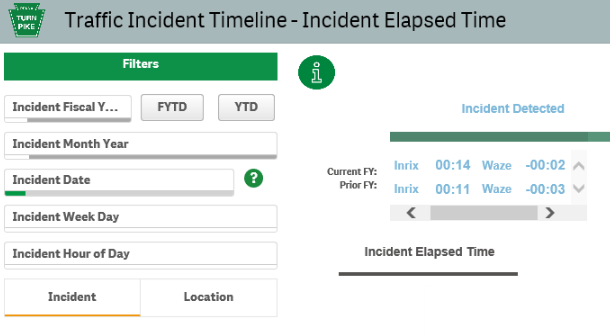 TURN
PIKE
Traffic Incident Timeline - Incident Elapsed Time
Filters
Incident Fiscal Y...
FYTD
YTD
Incident Month Year
Incident Date
?
Incident Week Day
Incident Hour of Day
Incident
Location
i
Incident Detected
Current FY: Inrix 00:14 Waze -00:02
Prior FY: Inrix 00:11 Waze -00:03
Incident Elapsed Time